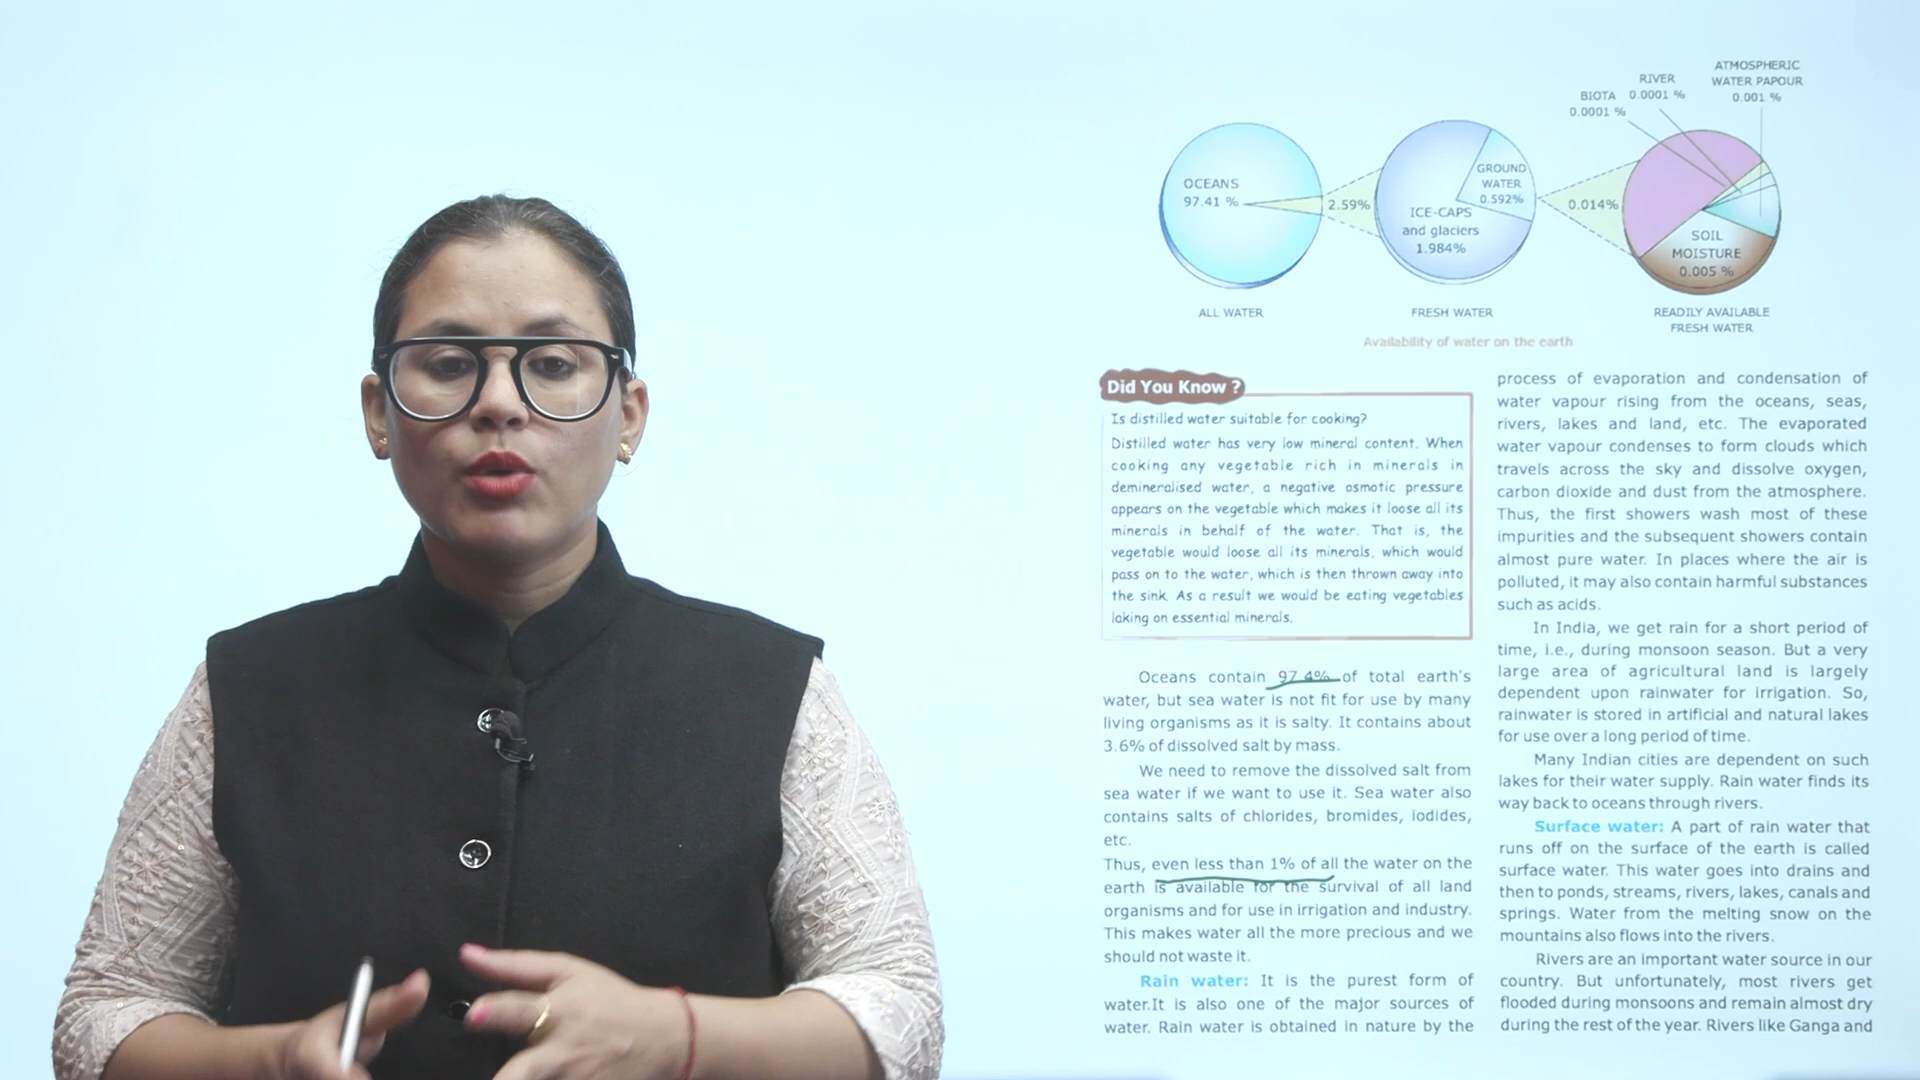 ATMOSPHERIC
WATER PAPOUR
0.001 %
RIVER
0.0001 %
BIOTA
0.0001 %
OCEANS
97.41 %
2.59%
GROUND
WATER
0.592%
ICE-CAPS
and glaciers
1.984%
0.014%
SOIL
MOISTURE
0.005 %
ALL WATER
FRESH WATER
READILY AVAILABLE
FRESH WATER
Availability of water on the earth
Did You Know ?
Is distilled water suitable for cooking?
Distilled water has very low mineral content. When
cooking any vegetable rich in minerals in
demineralised water, a negative osmotic pressure
appears on the vegetable which makes it loose all its
minerals in behalf of the water. That is, the
vegetable would loose all its minerals, which would
pass on to the water, which is then thrown away into
the sink. As a result we would be eating vegetables
laking on essential minerals.
Oceans contain 97.4% of total earth's
water, but sea water is not fit for use by many
living organisms as it is salty. It contains about
3.6% of dissolved salt by mass.
We need to remove the dissolved salt from
sea water if we want to use it. Sea water also
contains salts of chlorides, bromides, iodides,
etc.
Thus, even less than 1% of all the water on the
earth is available for the survival of all land
organisms and for use in irrigation and industry.
This makes water all the more precious and we
should not waste it.
Rain water: It is the purest form of
water.It is also one of the major sources of
water. Rain water is obtained in nature by the
process of evaporation and condensation of
water vapour rising from the oceans, seas,
rivers, lakes and land, etc. The evaporated
water vapour condenses to form clouds which
travels across the sky and dissolve oxygen,
carbon dioxide and dust from the atmosphere.
Thus, the first showers wash most of these
impurities and the subsequent showers contain
almost pure water. In places where the air is
polluted, it may also contain harmful substances
such as acids.
In India, we get rain for a short period of
time, i.e., during monsoon season. But a very
large area of agricultural land is largely
dependent upon rainwater for irrigation. So,
rainwater is stored in artificial and natural lakes
for use over a long period of time.
Many Indian cities are dependent on such
lakes for their water supply. Rain water finds its
way back to oceans through rivers.
Surface water: A part of rain water that
runs off on the surface of the earth is called
surface water. This water goes into drains and
then to ponds, streams, rivers, lakes, canals and
springs. Water from the melting snow on the
mountains also flows into the rivers.
Rivers are an important water source in our
country. But unfortunately, most rivers get
flooded during monsoons and remain almost dry
during the rest of the year. Rivers like Ganga and